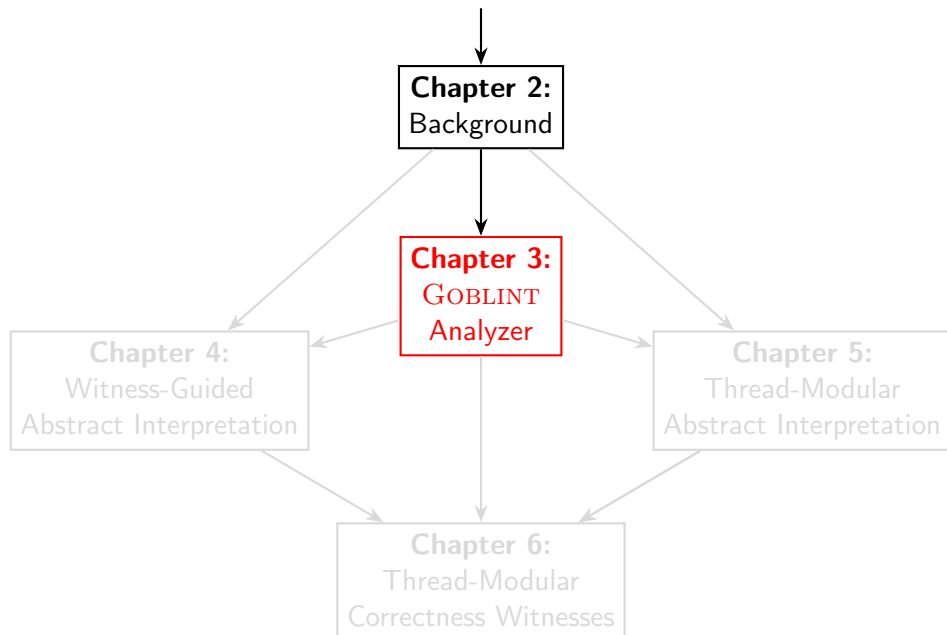 Chapter 2:
Background
Chapter 3:
GOBLINT
Analyzer
Chapter 4:
Witness-Guided
Abstract Interpretation
Chapter 5:
Thread-Modular
Abstract Interpretation
Chapter 6:
Thread-Modular
Correctness Witnesses